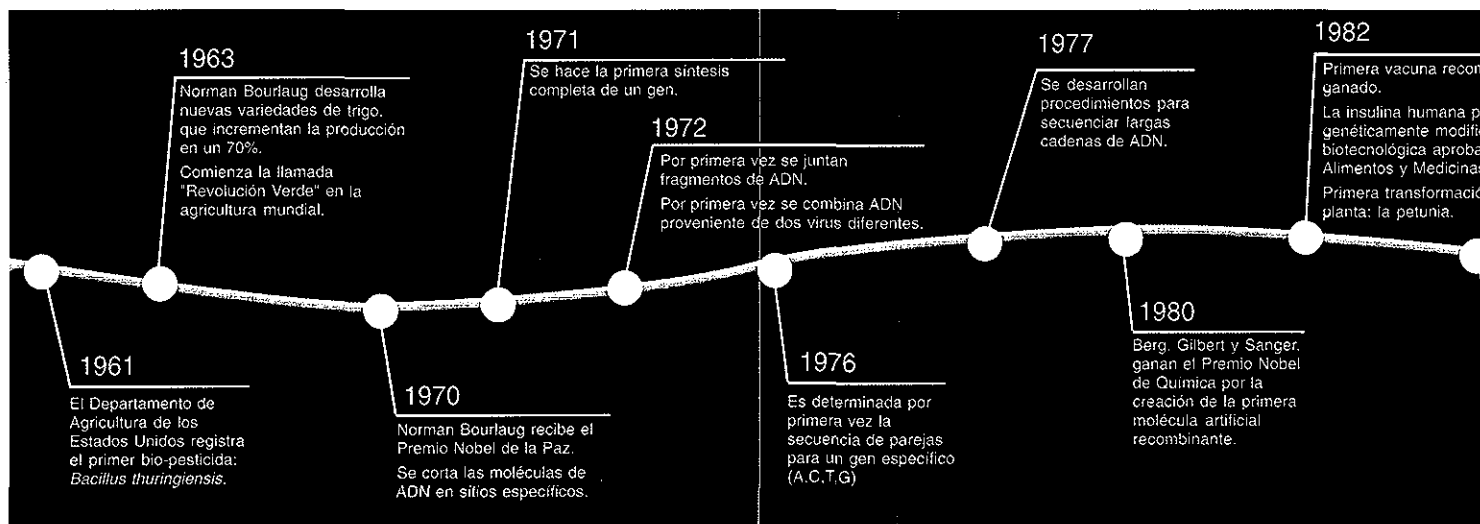 1961
El Departamento de
Agricultura de los
Estados Unidos registra
el primer bio-pesticida:
Bacillus thuringiensis.
1963
Norman Bourlaug desarrolla
nuevas variedades de trigo,
que incrementan la producción
en un 70%.
Comienza la llamada
"Revolución Verde" en la
agricultura mundial.
1970
Norman Bourlaug recibe el
Premio Nobel de la Paz.
Se corta las moléculas de
ADN en sitios específicos.
1971
Se hace la primera síntesis
completa de un gen.
1972
Por primera vez se juntan
fragmentos de ADN.
Por primera vez se combina ADN
proveniente de dos virus diferentes.
1976
Es determinada por
primera vez la
secuencia de parejas
para un gen específico
(A,C,T,G)
1977
Se desarrollan
procedimientos para
secuenciar largas
cadenas de ADN.
1980
Berg, Gilbert y Sanger,
ganan el Premio Nobel
de Química por la
creación de la primera
molécula artificial
recombinante.
1982
Primera vacuna recom
ganado.
La insulina humana p
genéticamente modific
biotecnológica aproba
Alimentos y Medicinas
Primera transformació
planta: la petunia.